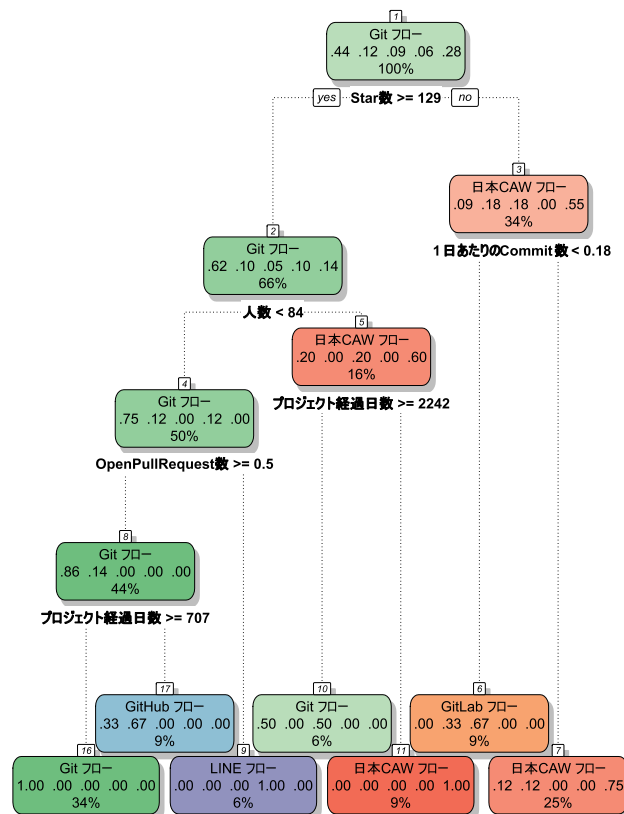 1
Git フロー
.44 .12 .09 .06 .28
100%
yes
Star数 >= 129
no
3
日本CAW フロー
.09 .18 .18 .00 .55
34%
1日あたりのCommit数 < 0.18
2
Git フロー
.62 .10 .05 .10 .14
66%
人数 < 84
5
日本CAW フロー
.20 .00 .20 .00 .60
16%
プロジェクト経過日数 >= 2242
4
Git フロー
.75 .12 .00 .12 .00
50%
OpenPullRequest数 >= 0.5
8
Git フロー
.86 .14 .00 .00 .00
44%
プロジェクト経過日数 >= 707
17
GitHub フロー
.33 .67 .00 .00 .00
9%
10
Git フロー
.50 .00 .50 .00 .00
6%
6
GitLab フロー
.00 .33 .67 .00 .00
9%
16
Git フロー
1.00 .00 .00 .00 .00
34%
9
LINE フロー
.00 .00 .00 1.00 .00
6%
11
日本CAW フロー
.00 .00 .00 .00 1.00
9%
7
日本CAW フロー
.12 .12 .00 .00 .75
25%